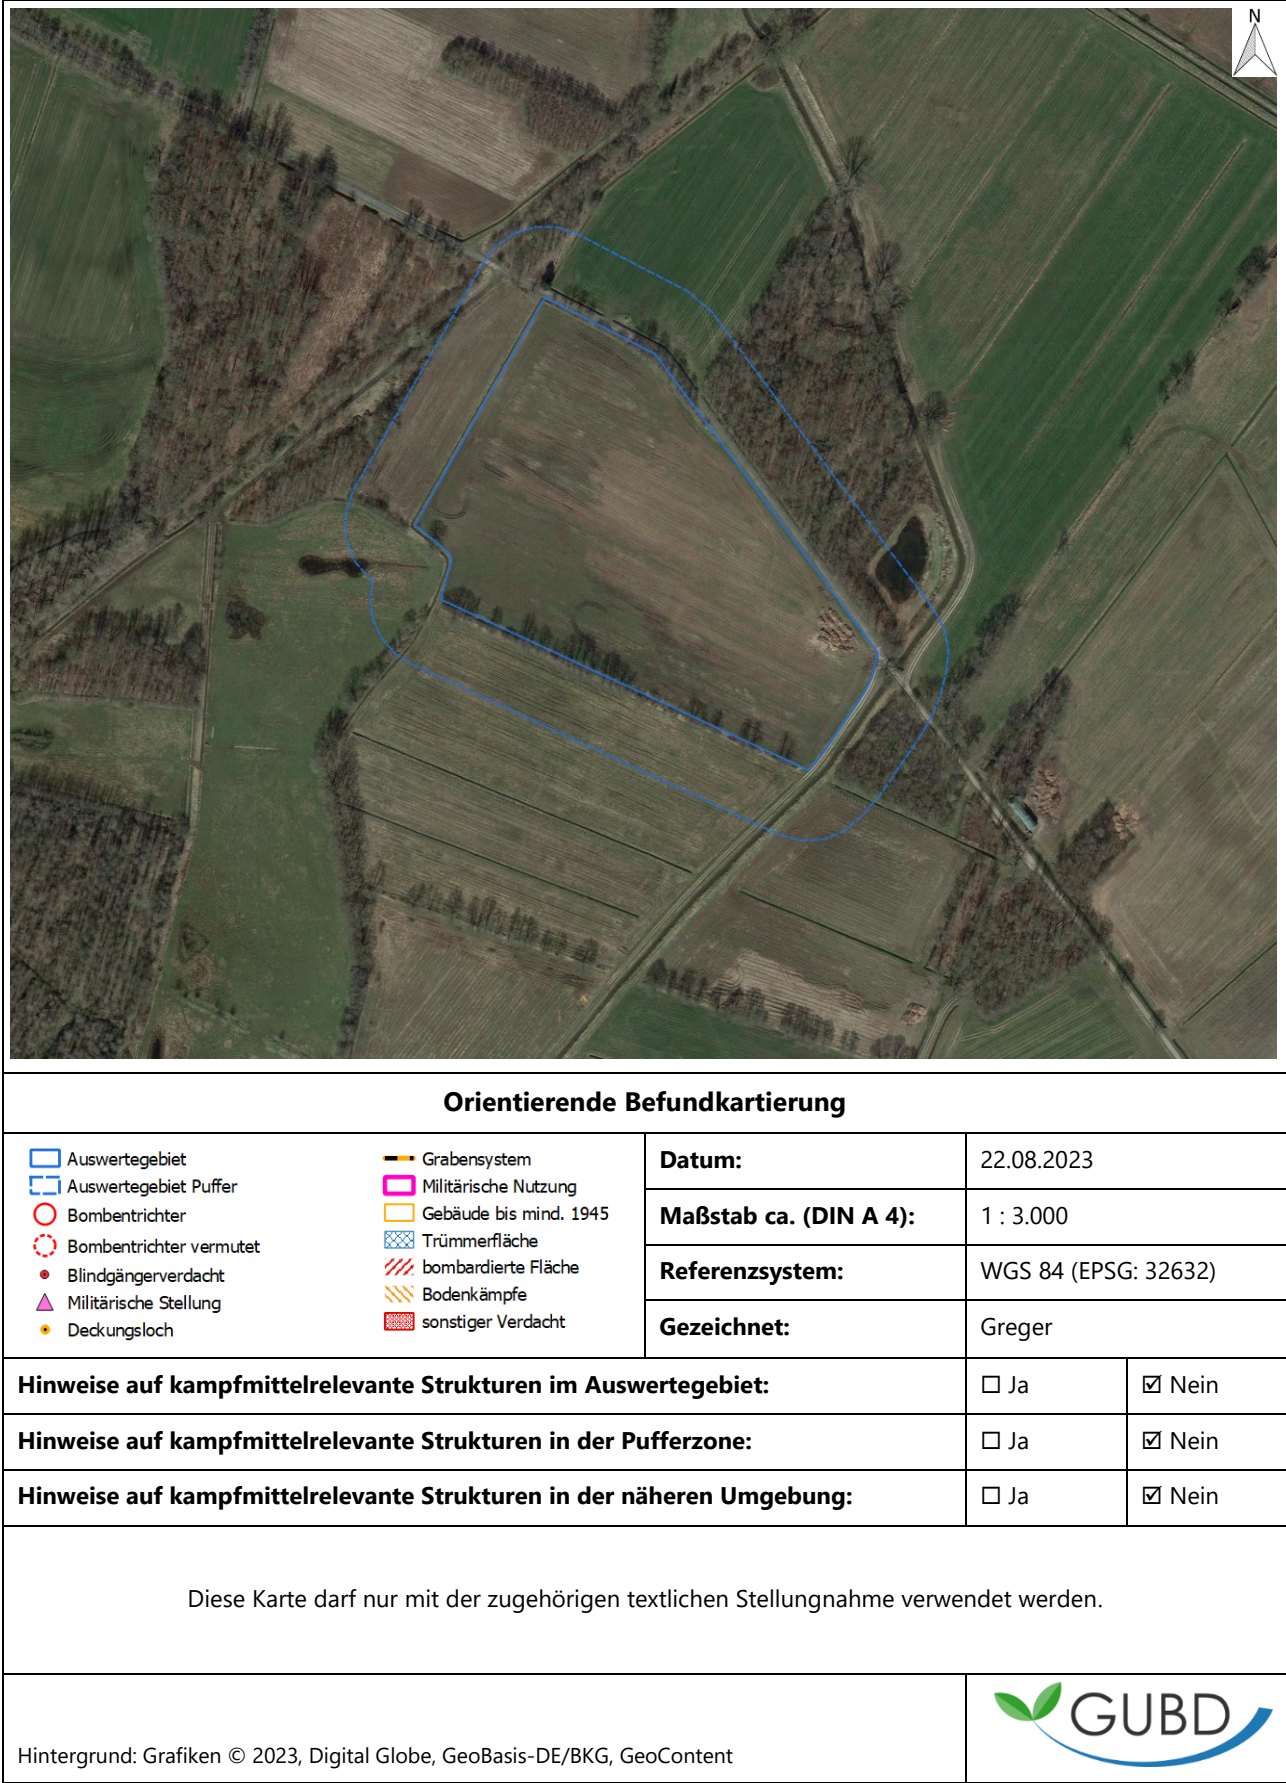 N
Orientierende Befundkartierung
Auswertegebiet
Auswertegebiet Puffer
Bombentrichter
Bombentrichter vermutet
Blindgängerverdacht
Militärische Stellung
Deckungsloch
Grabensystem
Militärische Nutzung
Gebäude bis mind. 1945
Trümmerfläche
bombardierte Fläche
Bodenkämpfe
sonstiger Verdacht
Datum: 22.08.2023
Maßstab ca. (DIN A 4): 1 : 3.000
Referenzsystem: WGS 84 (EPSG: 32632)
Gezeichnet: Greger
Hinweise auf kampfmittelrelevante Strukturen im Auswertegebiet: ☐ Ja ☑ Nein
Hinweise auf kampfmittelrelevante Strukturen in der Pufferzone: ☐ Ja ☑ Nein
Hinweise auf kampfmittelrelevante Strukturen in der näheren Umgebung: ☐ Ja ☑ Nein
Diese Karte darf nur mit der zugehörigen textlichen Stellungnahme verwendet werden.
Hintergrund: Grafiken © 2023, Digital Globe, GeoBasis-DE/BKG, GeoContent
GUBD